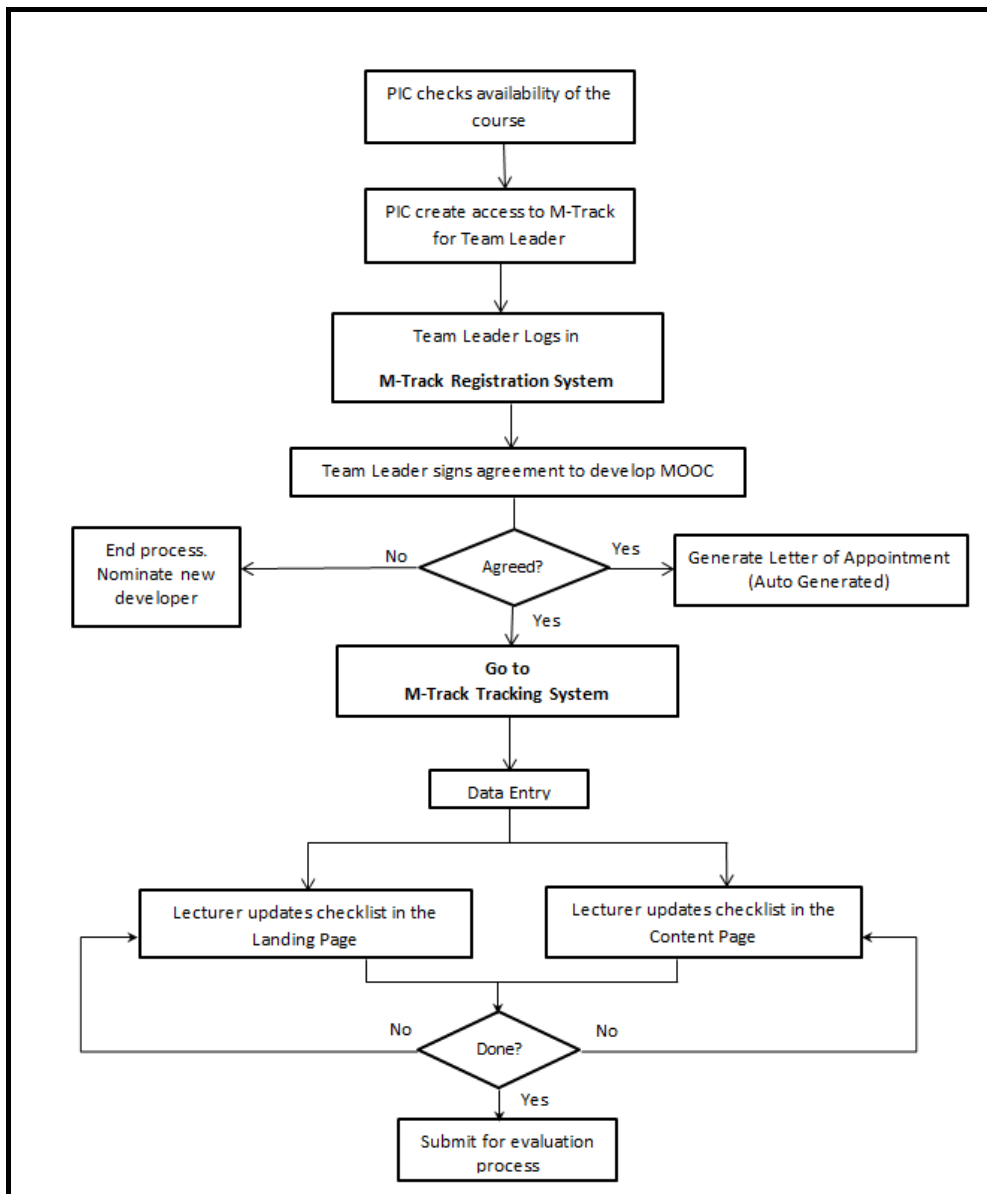 PIC checks availability of the
course
PIC create access to M-Track
for Team Leader
Team Leader Logs in
M-Track Registration System
Team Leader signs agreement to develop MOOC
End process.
Nominate new
developer
No
Agreed?
Yes
Generate Letter of Appointment
(Auto Generated)
Yes
Go to
M-Track Tracking System
Data Entry
Lecturer updates checklist in the
Landing Page
Lecturer updates checklist in the
Content Page
No
Done?
No
Yes
Submit for evaluation
process